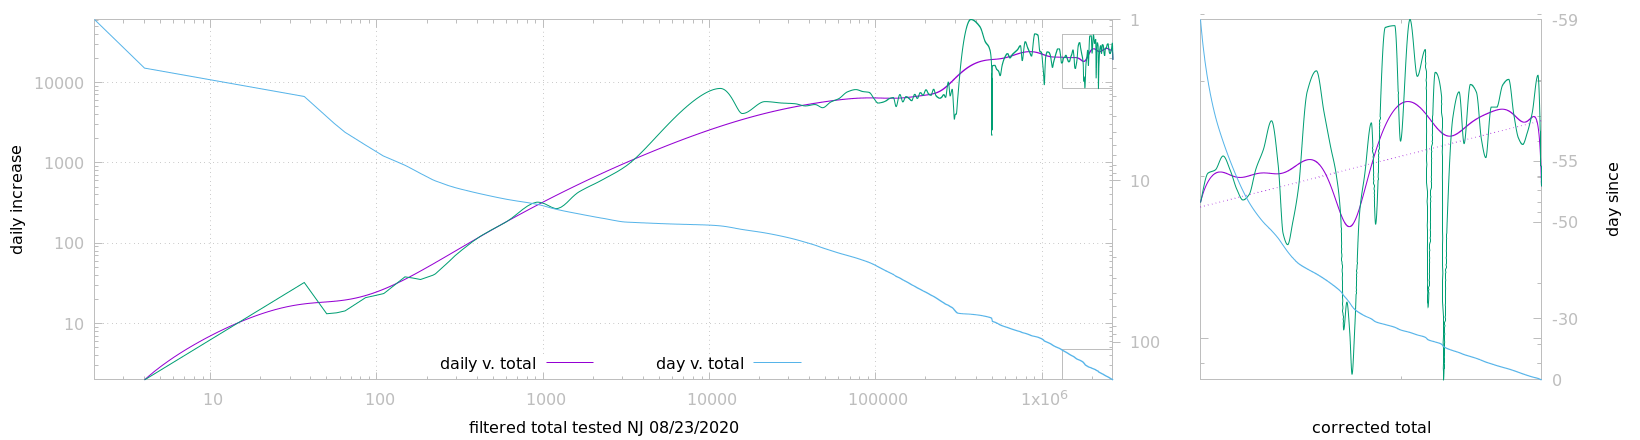 daily increase
10000
1000
100
10
10
100
1000
10000
100000
1x10^6
1
10
100
daily v. total
day v. total
filtered total tested NJ 08/23/2020
-59
-55
-50
-30
0
day since
corrected total